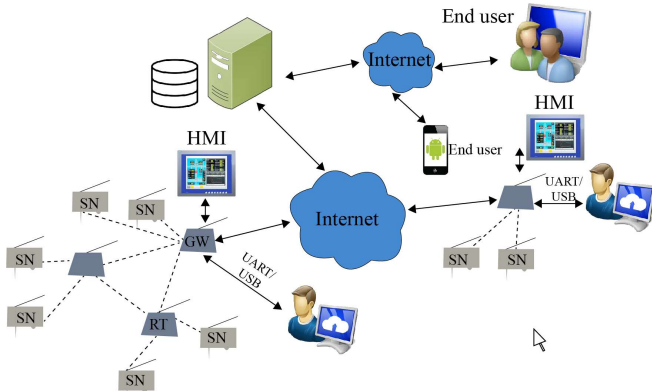 End user
Internet
HMI
HMI
End user
SN
SN
UART/
USB
Internet
GW
SN
UART/
USB
SN
SN
SN
RT
SN
SN